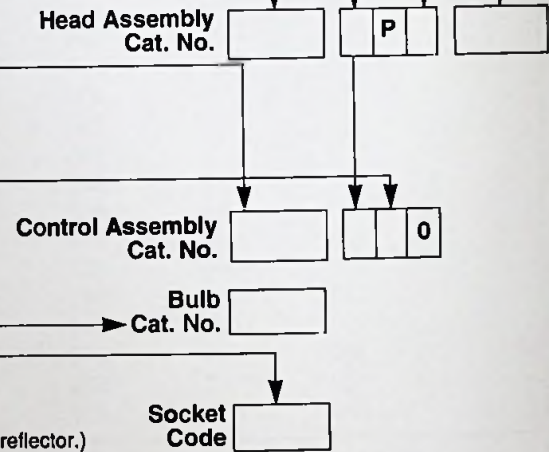 Head Assembly
Cat. No.
P
Control Assembly
Cat. No.
0
Bulb
Cat. No.
Socket
Code
reflector.)